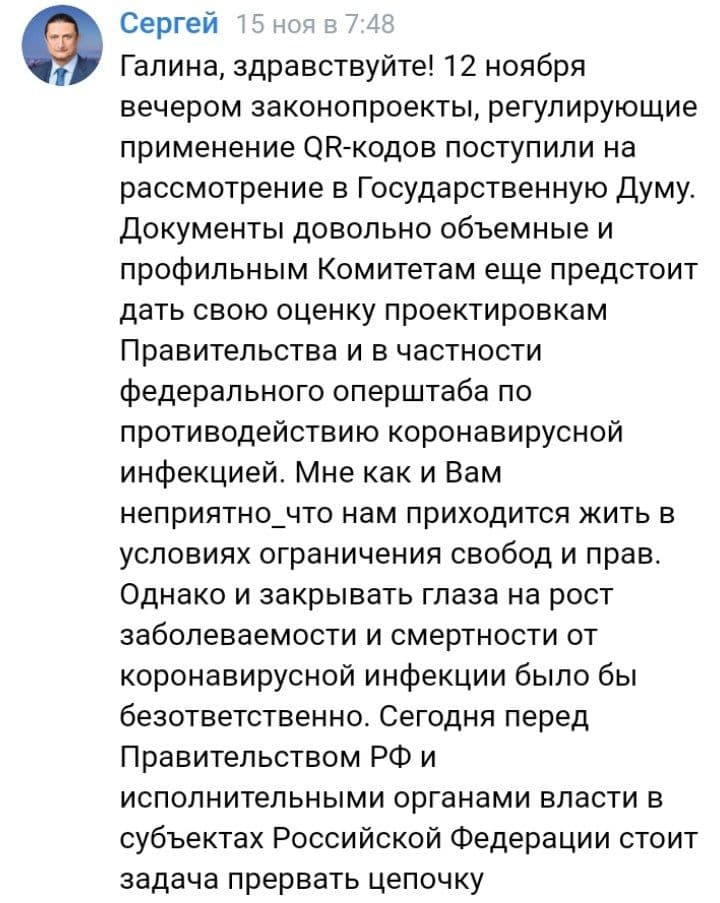 Сергей 15 ноя в 7:48
Галина, здравствуйте! 12 ноября
вечером законопроекты, регулирующие
применение QR-кодов поступили на
рассмотрение в Государственную Думу.
Документы довольно объемные и
профильным Комитетам еще предстоит
дать свою оценку проектировкам
Правительства и в частности
федерального оперштаба по
противодействию коронавирусной
инфекцией. Мне как и Вам
неприятно_что нам приходится жить в
условиях ограничения свобод и прав.
Однако и закрывать глаза на рост
заболеваемости и смертности от
коронавирусной инфекции было бы
безответственно. Сегодня перед
Правительством РФ и
исполнительными органами власти в
субъектах Российской Федерации стоит
задача прервать цепочку